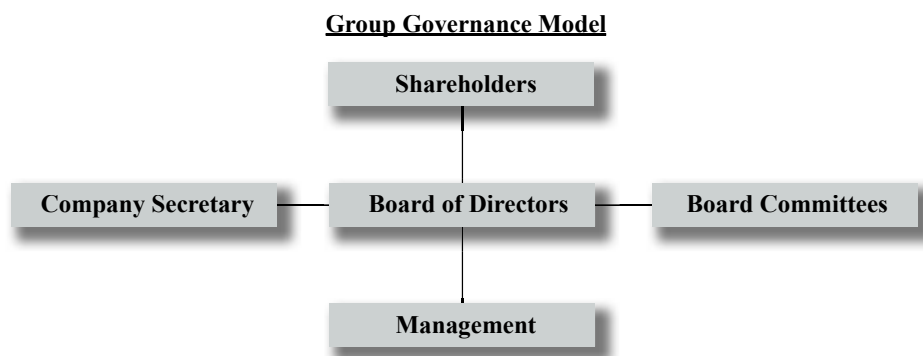 Group Governance Model
Shareholders
Company Secretary
Board of Directors
Board Committees
Management